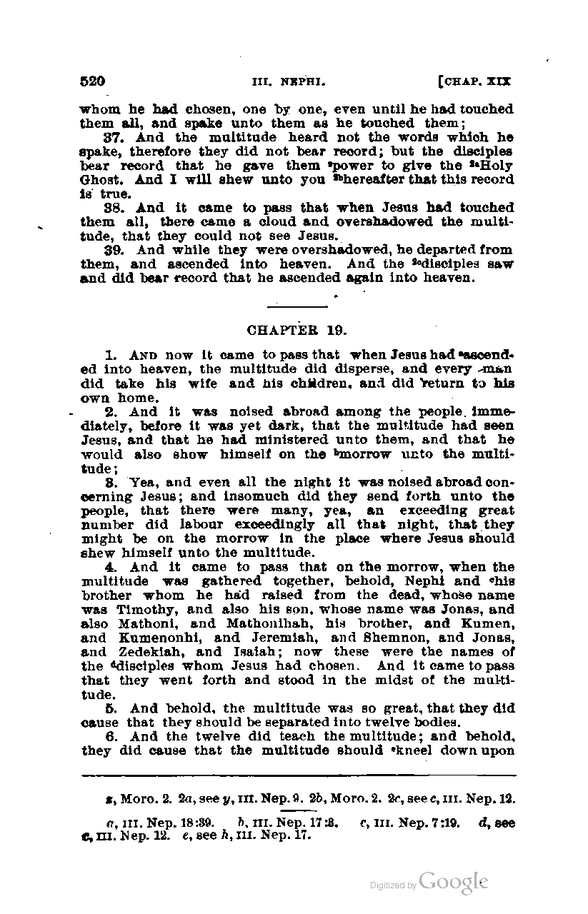 520 III. NEPHI. [CHAP. XIX
whom he had chosen, one by one, even until he had touched
them all, and spake unto them as he touched them;
37. And the multitude heard not the words which he
spake, therefore they did not bear record; but the disciples
bear record that he gave them zpower to give the 2aHoly
Ghost. And I will shew unto you 2bhereafter that this record
is true.
38. And it came to pass that when Jesus had touched
them all, there came a cloud and overshadowed the multi-
tude, that they could not see Jesus.
39. And while they were overshadowed, he departed from
them, and ascended into heaven. And the 2cdisciples saw
and did bear record that he ascended again into heaven.
CHAPTER 19.
1. AND now it came to pass that when Jesus had aascend-
ed into heaven, the multitude did disperse, and every man
did take his wife and his children, and did return to his
own home.
2. And it was noised abroad among the people imme-
diately, before it was yet dark, that the multitude had seen
Jesus, and that he had ministered unto them, and that he
would also show himself on the bmorrow unto the multi-
tude;
3. Yea, and even all the night it was noised abroad con-
cerning Jesus; and insomuch did they send forth unto the
people, that there were many, yea, an exceeding great
number did labour exceedingly all that night, that they
might be on the morrow in the place where Jesus should
shew himself unto the multitude.
4. And it came to pass that on the morrow, when the
multitude was gathered together, behold, Nephi and chis
brother whom he had raised from the dead, whose name
was Timothy, and also his son, whose name was Jonas, and
also Mathoni, and Mathonihah, his brother, and Kumen,
and Kumenonhi, and Jeremiah, and Shemnon, and Jonas,
and Zedekiah, and Isaiah; now these were the names of
the ddisciples whom Jesus had chosen. And it came to pass
that they went forth and stood in the midst of the multi-
tude.
5. And behold, the multitude was so great, that they did
cause that they should be separated into twelve bodies.
6. And the twelve did teach the multitude; and behold,
they did cause that the multitude should ekneel down upon
z, Moro. 2. 2a, see y, III. Nep. 9. 2b, Moro. 2. 2c, see c, III. Nep. 12.
a, III. Nep. 18:39. b, III. Nep. 17:3. c, III. Nep. 7:19. d, see
c, III. Nep. 12. e, see h, III. Nep. 17.
Digitized by Google